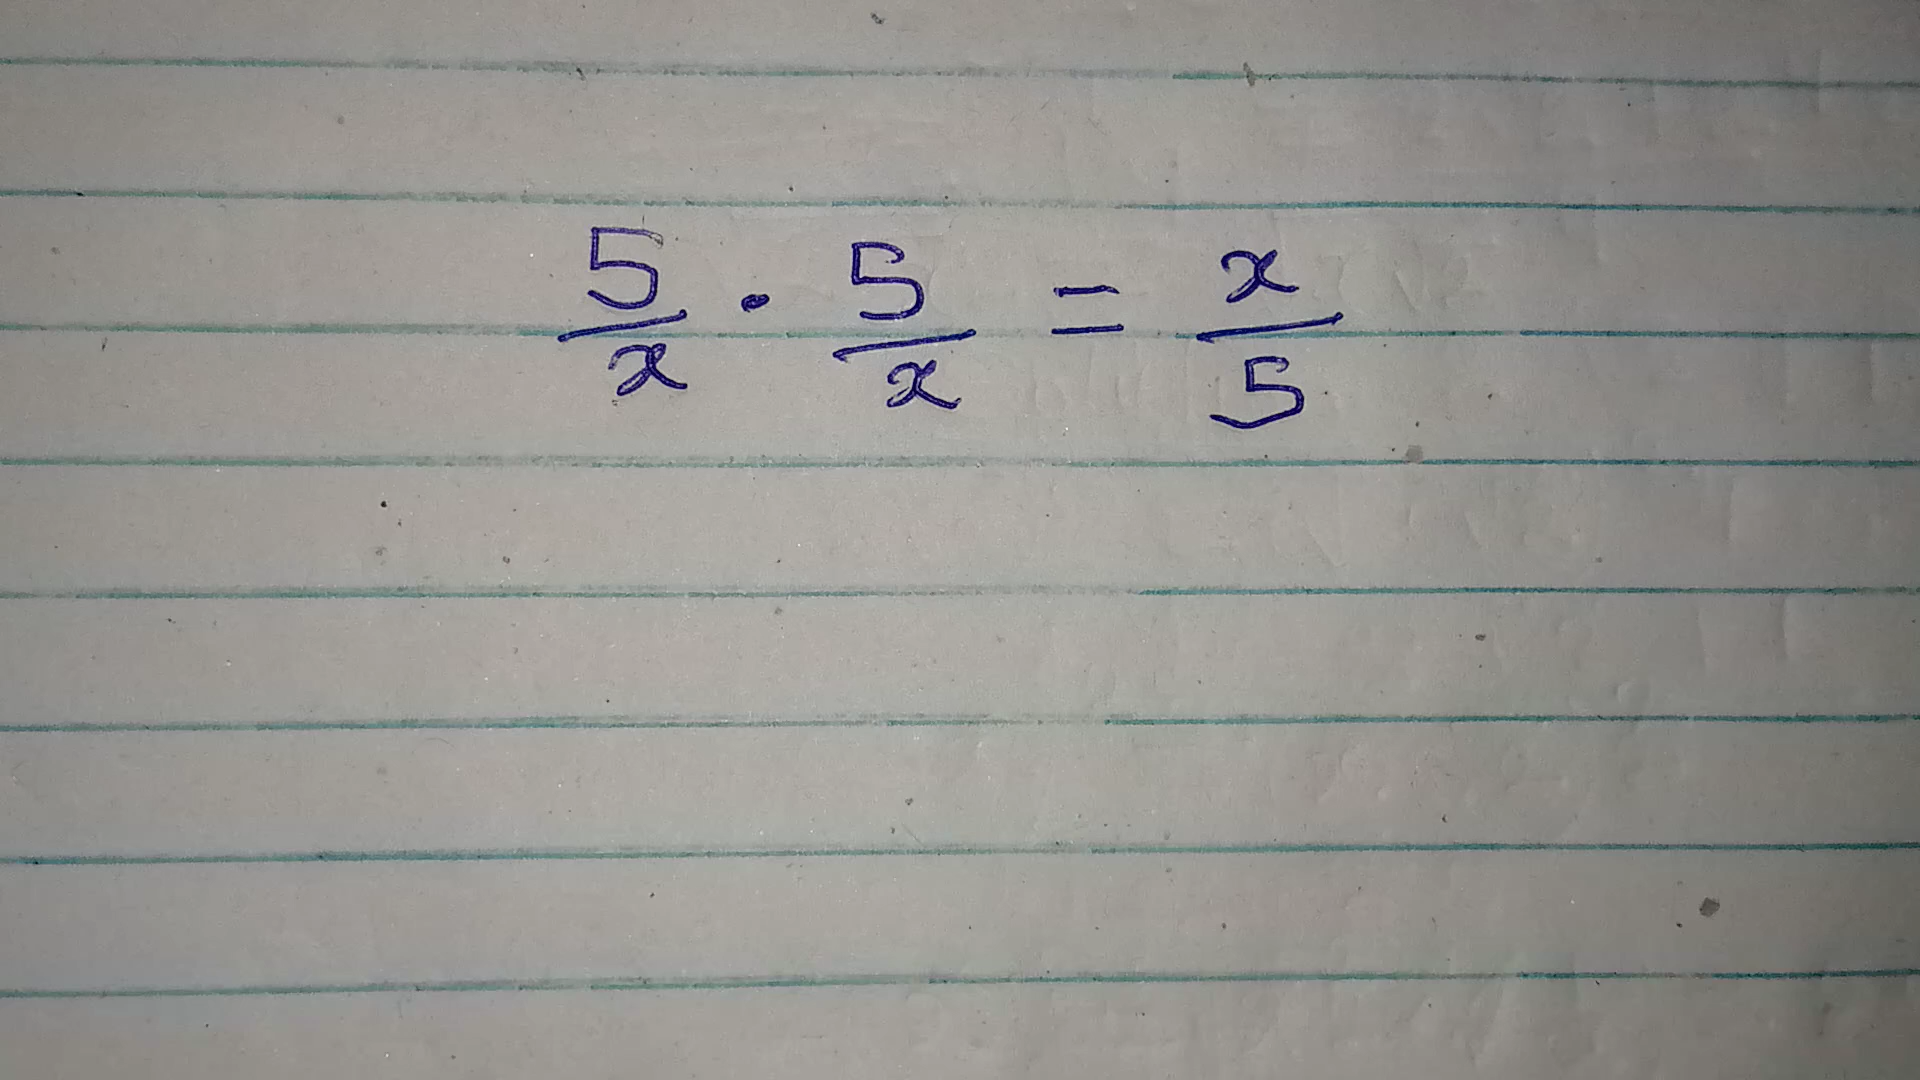 5/x · 5/x = x/5